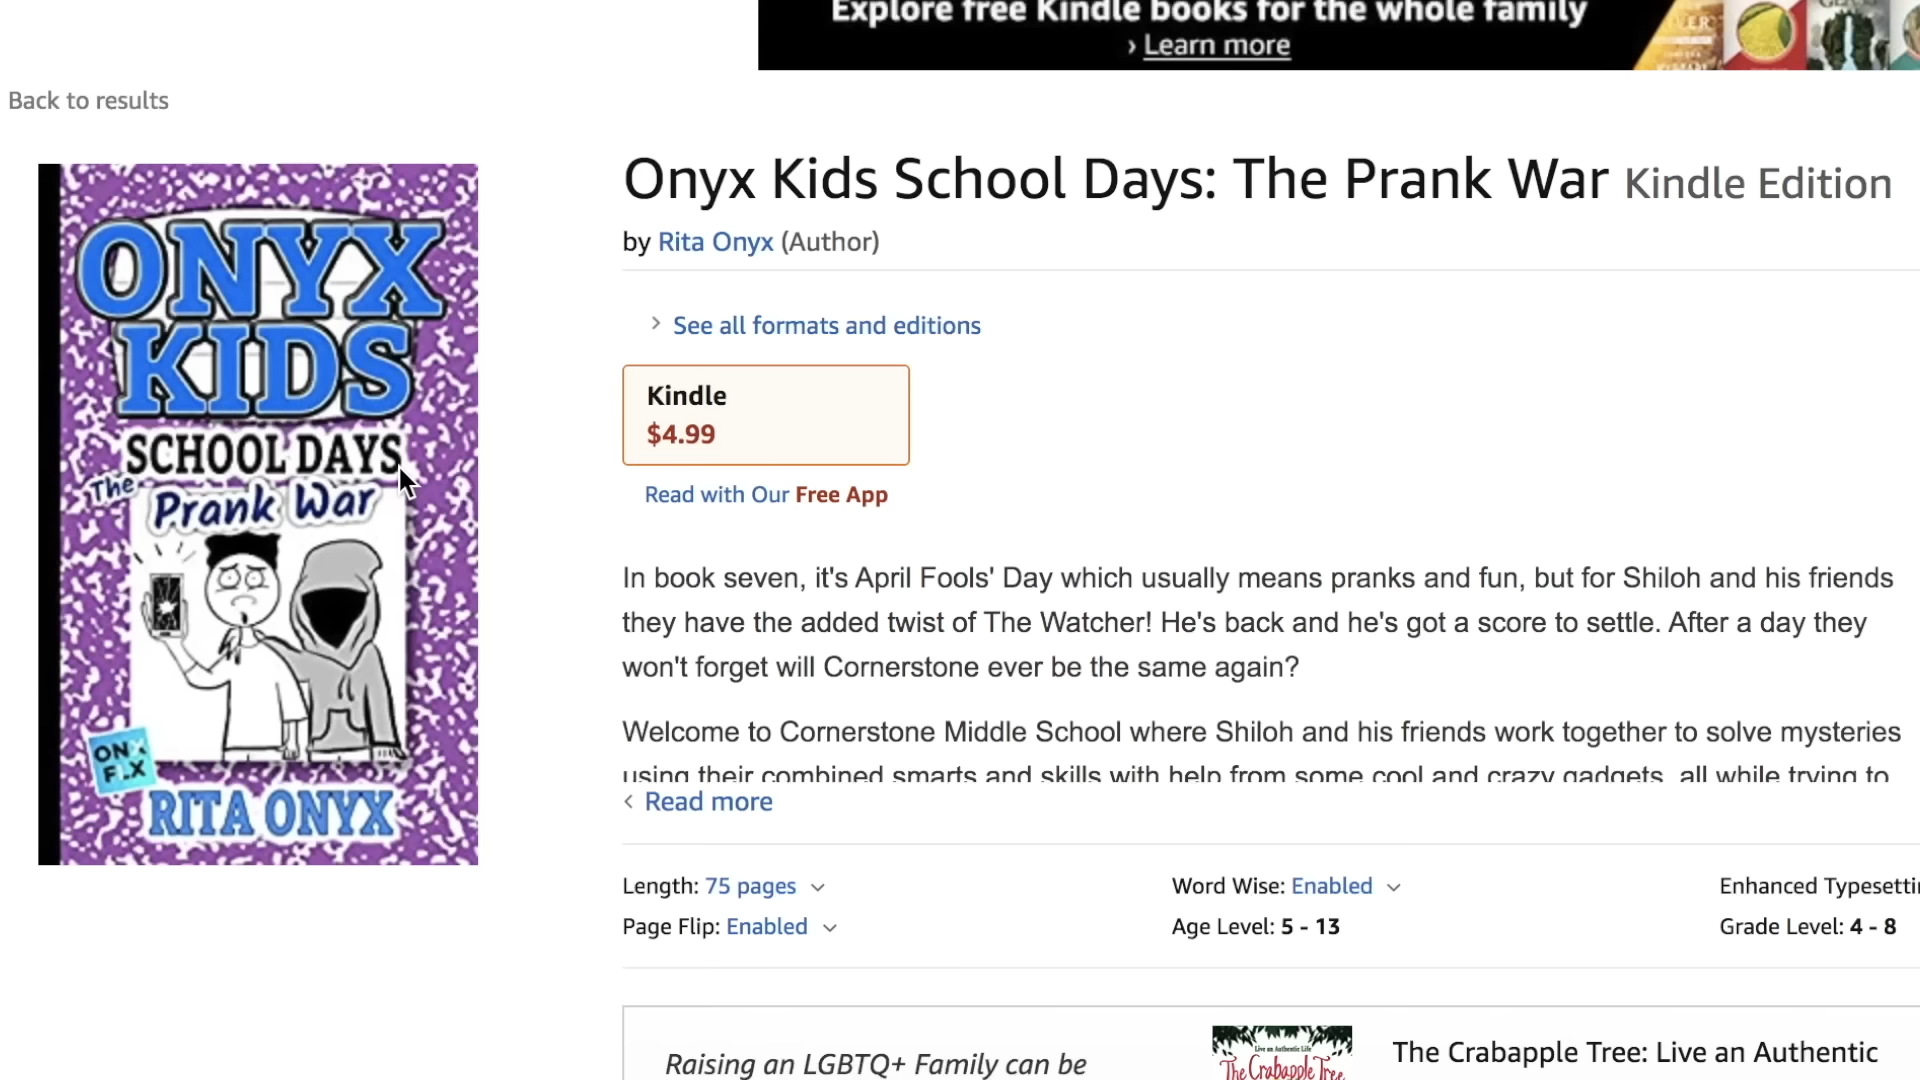 Explore free Kindle books for the whole family
› Learn more
Back to results
ONYX
KIDS
SCHOOL DAYS
The
Prank War
RITA ONYX
Onyx Kids School Days: The Prank War Kindle Edition
by Rita Onyx (Author)
See all formats and editions
Kindle
$4.99
Read with Our Free App
In book seven, it's April Fools' Day which usually means pranks and fun, but for Shiloh and his friends
they have the added twist of The Watcher! He's back and he's got a score to settle. After a day they
won't forget will Cornerstone ever be the same again?
Welcome to Cornerstone Middle School where Shiloh and his friends work together to solve mysteries
using their combined smarts and skills with help from some cool and crazy gadgets, all while trying to
Read more
Length: 75 pages
Word Wise: Enabled
Enhanced
Page Flip: Enabled
Age Level: 5 - 13
Grade Level: 4 - 8
Raising an LGBTQ+ Family can be
Live an Authentic Life
The Crabapple Tree
The Crabapple Tree: Live an Authentic